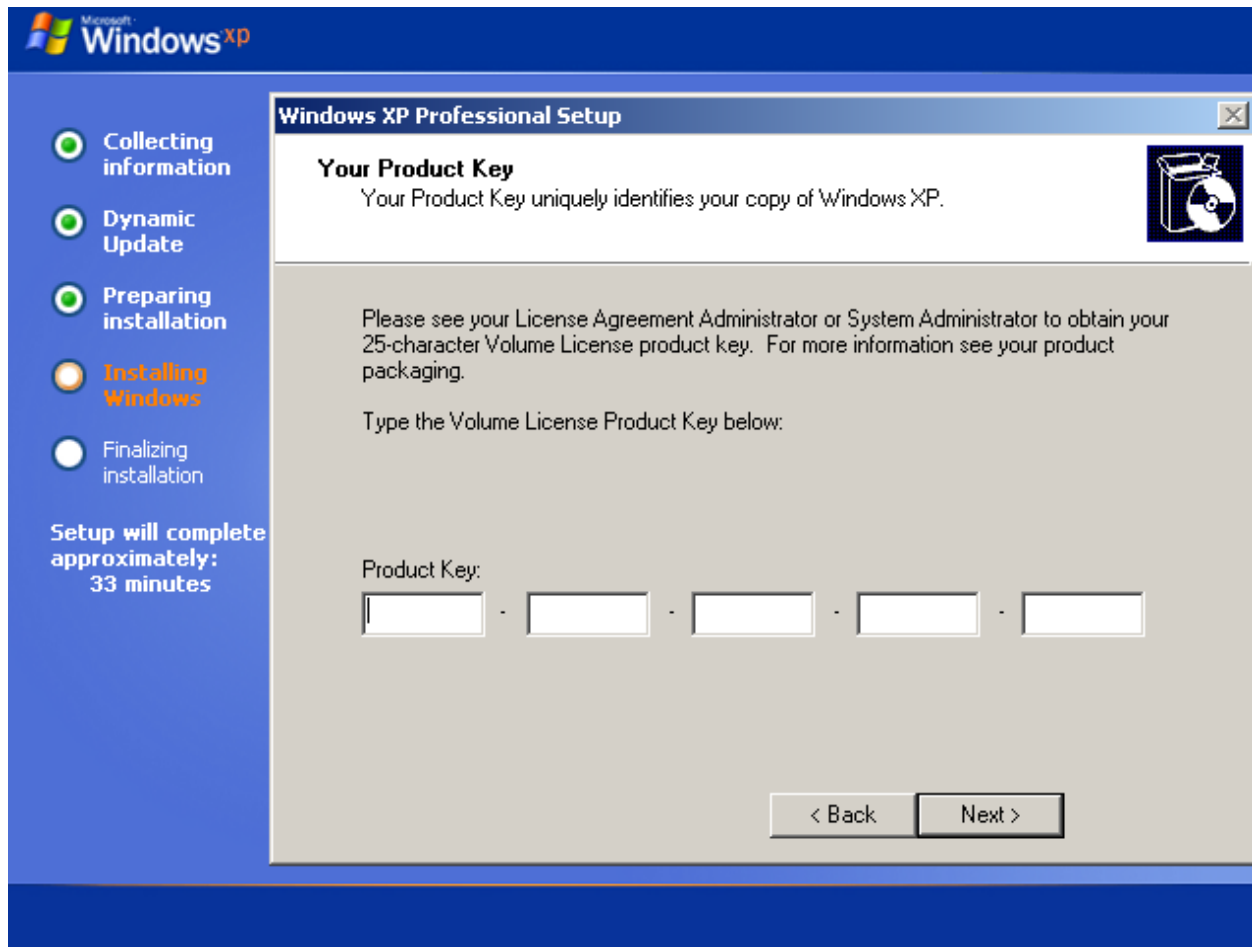 Microsoft
Windows xp
Windows XP Professional Setup
Collecting
information
Dynamic
Update
Preparing
installation
Installing
Windows
Finalizing
installation
Setup will complete
approximately:
33 minutes
Your Product Key
Your Product Key uniquely identifies your copy of Windows XP.
Please see your License Agreement Administrator or System Administrator to obtain your
25-character Volume License product key.  For more information see your product
packaging.
Type the Volume License Product Key below:
Product Key:
- - - -
< Back Next >